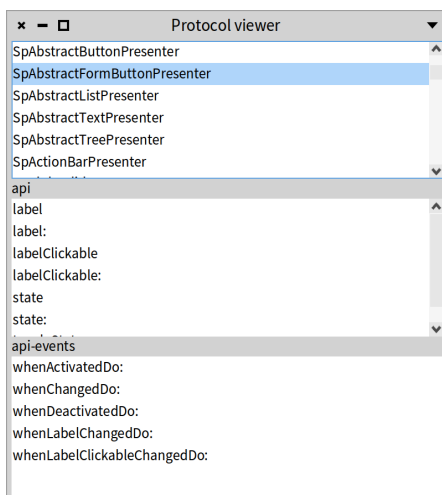 Protocol viewer
SpAbstractButtonPresenter
SpAbstractFormButtonPresenter
SpAbstractListPresenter
SpAbstractTextPresenter
SpAbstractTreePresenter
SpActionBarPresenter
api
label
label:
labelClickable
labelClickable:
state
state:
api-events
whenActivatedDo:
whenChangedDo:
whenDeactivatedDo:
whenLabelChangedDo:
whenLabelClickableChangedDo: